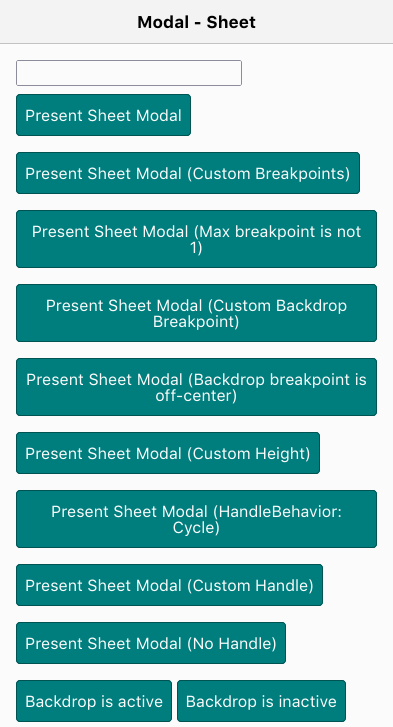 Modal - Sheet
Present Sheet Modal
Present Sheet Modal (Custom Breakpoints)
Present Sheet Modal (Max breakpoint is not
1)
Present Sheet Modal (Custom Backdrop
Breakpoint)
Present Sheet Modal (Backdrop breakpoint is
off-center)
Present Sheet Modal (Custom Height)
Present Sheet Modal (HandleBehavior:
Cycle)
Present Sheet Modal (Custom Handle)
Present Sheet Modal (No Handle)
Backdrop is active Backdrop is inactive